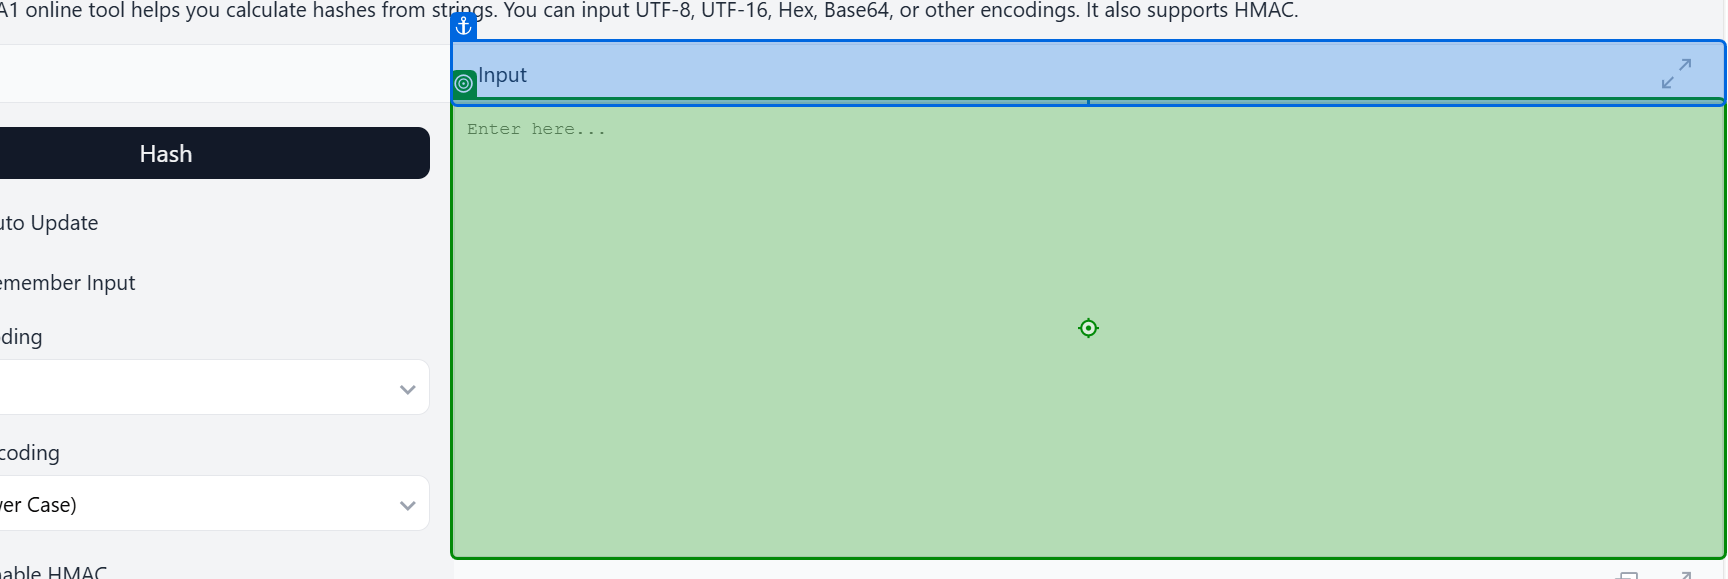 A1 online tool helps you calculate hashes from strings. You can input UTF-8, UTF-16, Hex, Base64, or other encodings. It also supports HMAC.
Input
Enter here...
Hash
uto Update
emember Input
ding
coding
er Case)
able HMAC